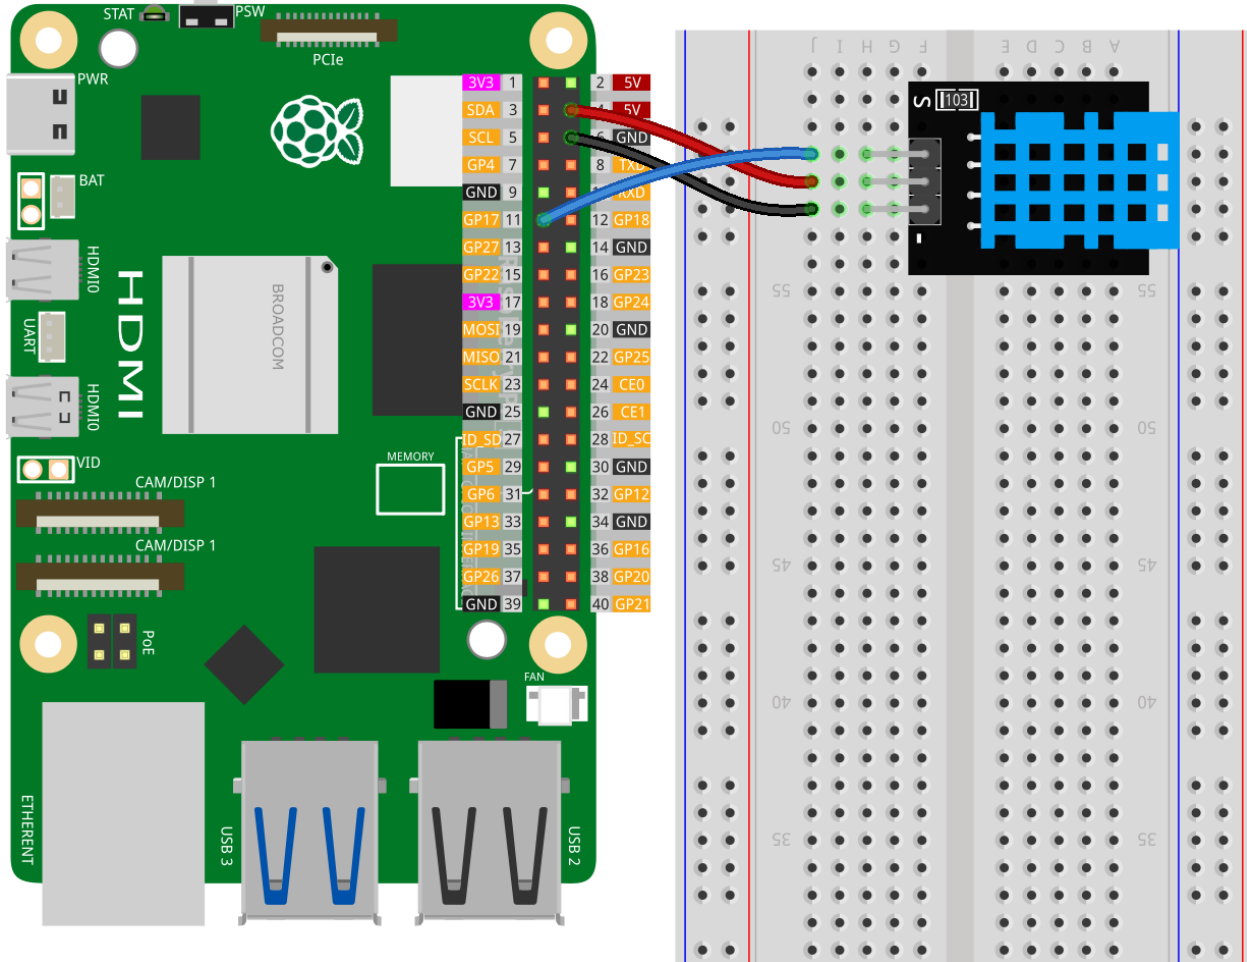 STAT
PSW
PCIe
PWR
BAT
HDMI0
UART
HDMI0
HDMI
BROADCOM
VID
MEMORY
CAM/DISP 1
CAM/DISP 1
PoE
FAN
ETHERENT
USB 3
USB 2
3V3 1 2 5V
SDA 3 4 5V
SCL 5 6 GND
GP4 7 8 TXD
GND 9 RXD
GP17 11 12 GP18
GP27 13 14 GND
GP22 15 16 GP23
3V3 17 18 GP24
MOSI 19 20 GND
MISO 21 22 GP25
SCLK 23 24 CE0
GND 25 26 CE1
ID_SD 27 28 ID_SC
GP5 29 30 GND
GP6 31 32 GP12
GP13 33 34 GND
GP19 35 36 GP16
GP26 37 38 GP20
GND 39 40 GP21
J I H G F E D C B A
S 103
-
55 55
50 50
45 45
40 40
35 35